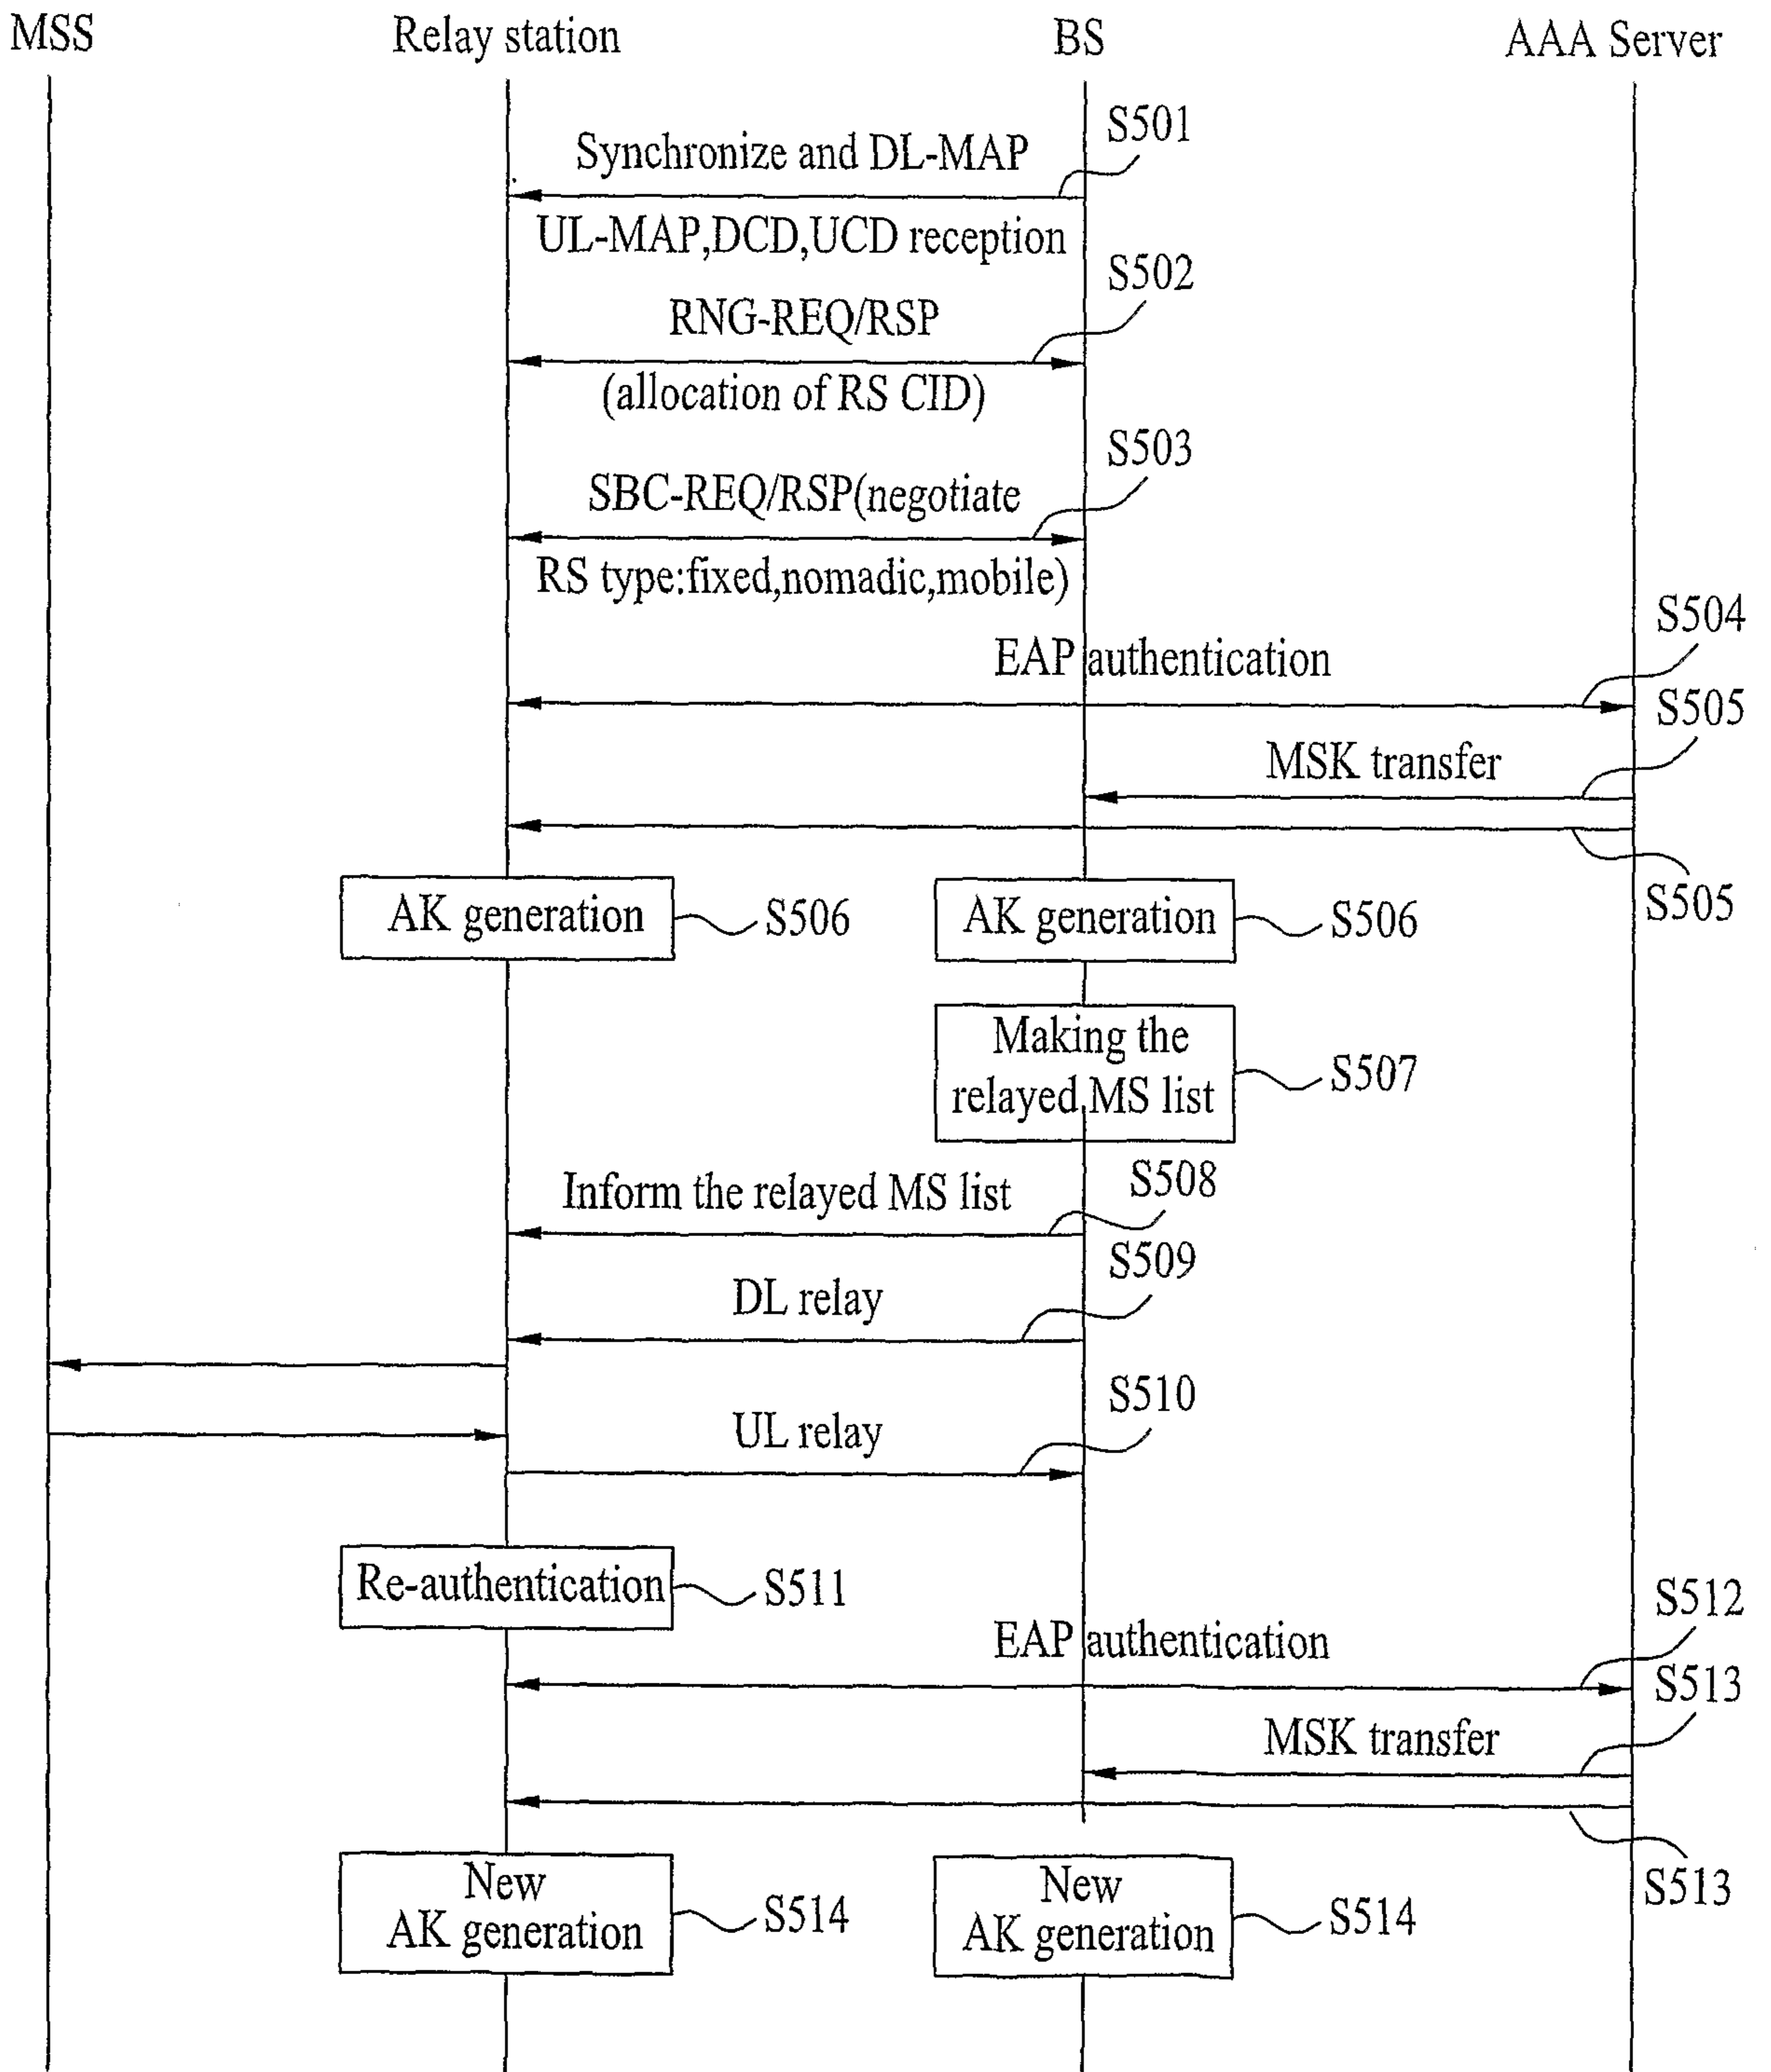 MSS
Relay station
BS
AAA Server
S501
Synchronize and DL-MAP
UL-MAP,DCD,UCD reception
S502
RNG-REQ/RSP
(allocation of RS CID)
S503
SBC-REQ/RSP(negotiate
RS type:fixed,nomadic,mobile)
S504
EAP authentication
S505
MSK transfer
S505
AK generation
S506
AK generation
S506
Making the
relayed MS list
S507
S508
Inform the relayed MS list
S509
DL relay
S510
UL relay
Re-authentication
S511
S512
EAP authentication
S513
MSK transfer
S513
New
AK generation
S514
New
AK generation
S514